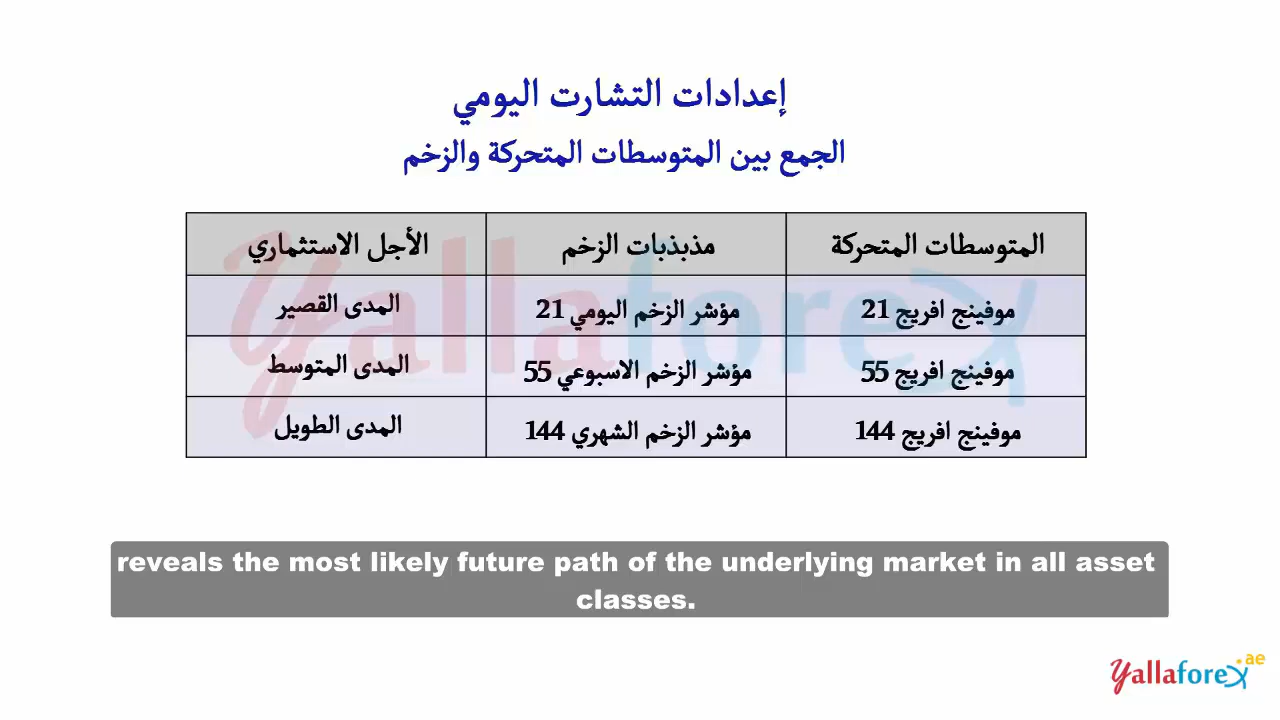 إعدادات التشارت اليومي
الجمع بين المتوسطات المتحركة والزخم
المتوسطات المتحركة مذبذبات الزخم الأجل الاستثماري
موفينج افريج 21 مؤشر الزخم اليومي 21 المدى القصير
موفينج افريج 55 مؤشر الزخم الاسبوعي 55 المدى المتوسط
موفينج افريج 144 مؤشر الزخم الشهري 144 المدى الطويل
yallaforex
reveals the most likely future path of the underlying market in all asset
classes.
yallaforex.ae